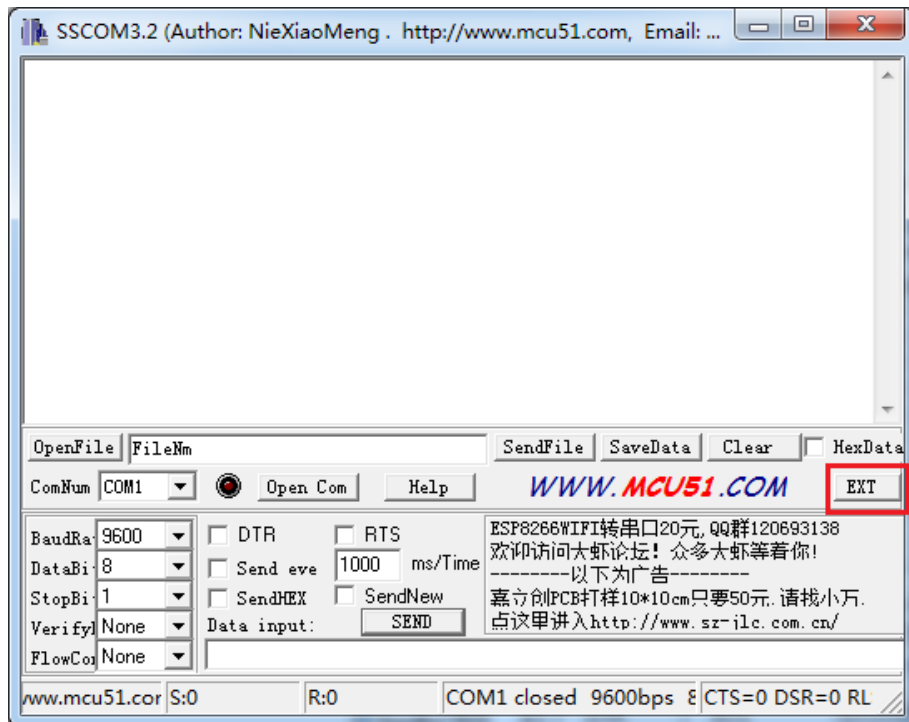 SSCOM3.2 (Author: NieXiaoMeng . http://www.mcu51.com, Email: ...
OpenFile FileNm SendFile SaveData Clear HexData
ComNum COM1 Open Com Help WWW.MCU51.COM EXT
BaudRa 9600 DTR RTS
DataBi 8 Send eve 1000 ms/Time
StopBi 1 SendHEX SendNew
Verify None Data input: SEND
FlowCo None
ESP8266WIFI转串口20元,QQ群120693138
欢迎访问大虾论坛！众多大虾等着你!
--------以下为广告--------
嘉立创PCB打样10*10cm只要50元.请找小万.
点这里进入http://www.sz-jlc.com.cn/
www.mcu51.cor S:0 R:0 COM1 closed 9600bps 8 CTS=0 DSR=0 RL